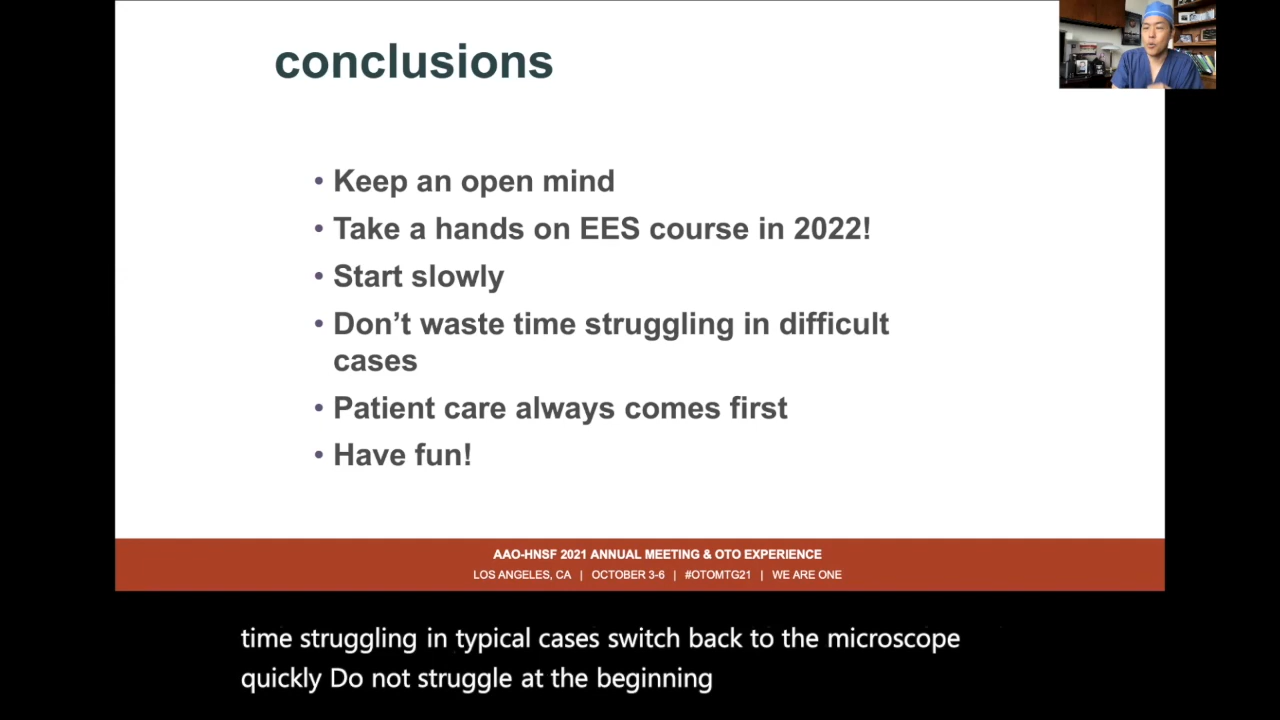 conclusions
• Keep an open mind
• Take a hands on EES course in 2022!
• Start slowly
• Don’t waste time struggling in difficult
cases
• Patient care always comes first
• Have fun!
AAO-HNSF 2021 ANNUAL MEETING & OTO EXPERIENCE
LOS ANGELES, CA | OCTOBER 3-6 | #OTOMTG21 | WE ARE ONE
time struggling in typical cases switch back to the microscope
quickly Do not struggle at the beginning